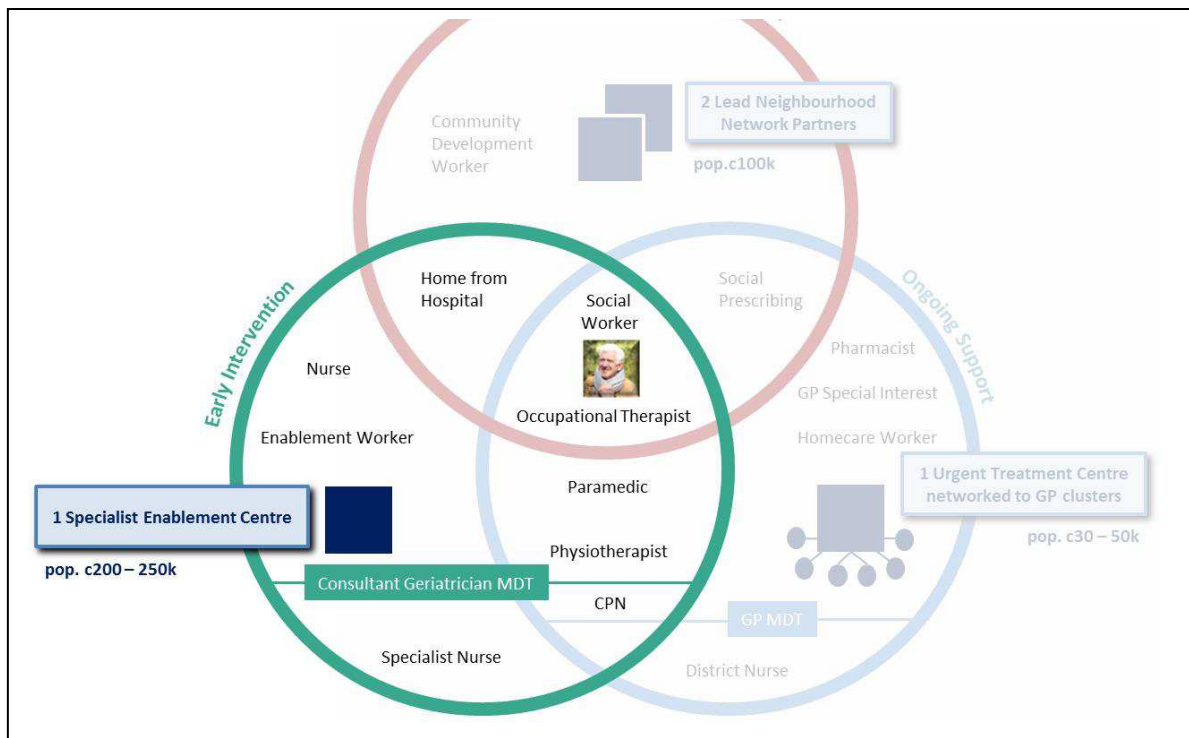 Community
Development
Worker
2 Lead Neighbourhood
Network Partners
pop.c100k
Home from
Hospital
Social
Worker
Social
Prescribing
Early Intervention
Ongoing Support
Nurse
Pharmacist
GP Special Interest
Occupational Therapist
Enablement Worker
Homecare Worker
1 Specialist Enablement Centre
pop. c200 – 250k
Paramedic
1 Urgent Treatment Centre
networked to GP clusters
pop. c30 – 50k
Physiotherapist
Consultant Geriatrician MDT
CPN
GP MDT
Specialist Nurse
District Nurse